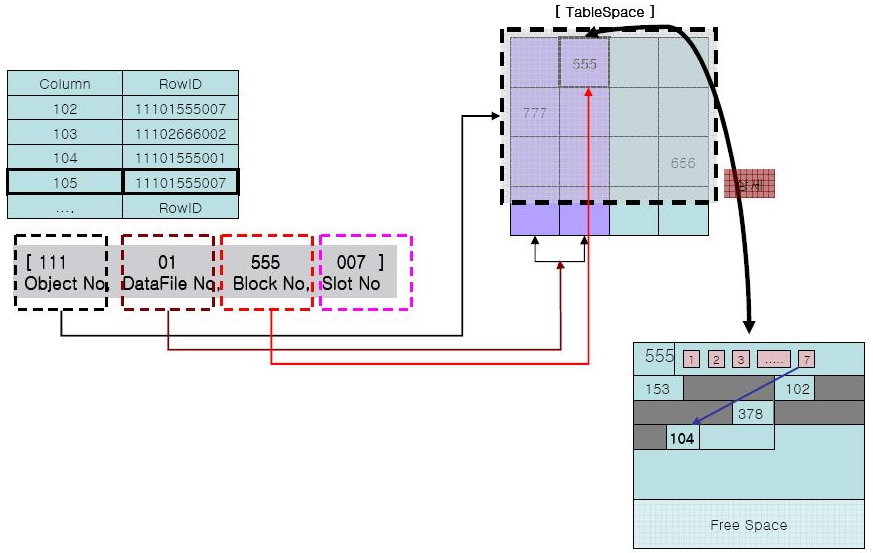 [ TableSpace ]
Column RowID
102 11101555007
103 11102666002
104 11101555001
105 11101555007
.... RowID
555
777
666
상세
[ 111 01 555 007 ]
Object No, DataFile No, Block No, Slot No
555 1 2 3 ..... 7
153 102
378
104
Free Space